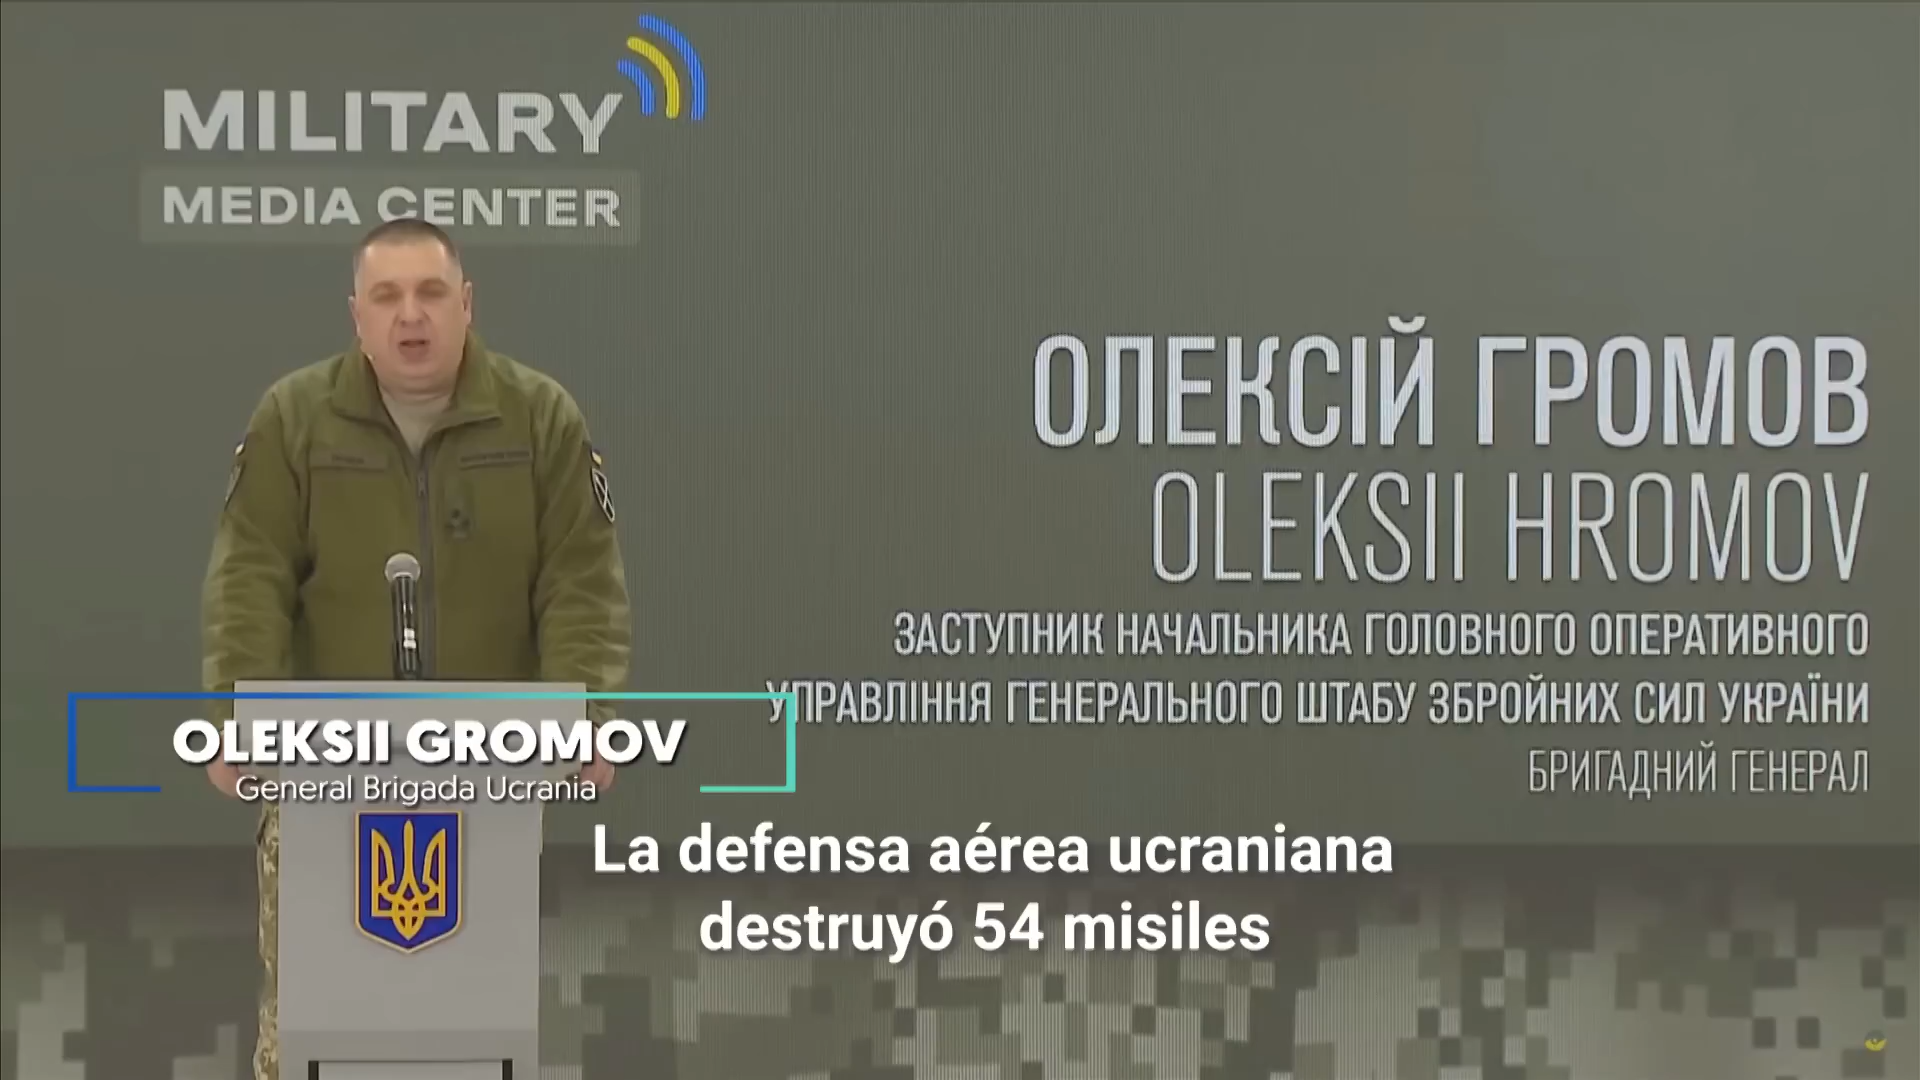 MILITARY
MEDIA CENTER
ОЛЕКСІЙ ГРОМОВ
OLEKSII HROMOV
ЗАСТУПНИК НАЧАЛЬНИКА ГОЛОВНОГО ОПЕРАТИВНОГО
УПРАВЛІННЯ ГЕНЕРАЛЬНОГО ШТАБУ ЗБРОЙНИХ СИЛ УКРАЇНИ
БРИГАДНИЙ ГЕНЕРАЛ
OLEKSII GROMOV
General Brigada Ucrania
La defensa aérea ucraniana
destruyó 54 misiles